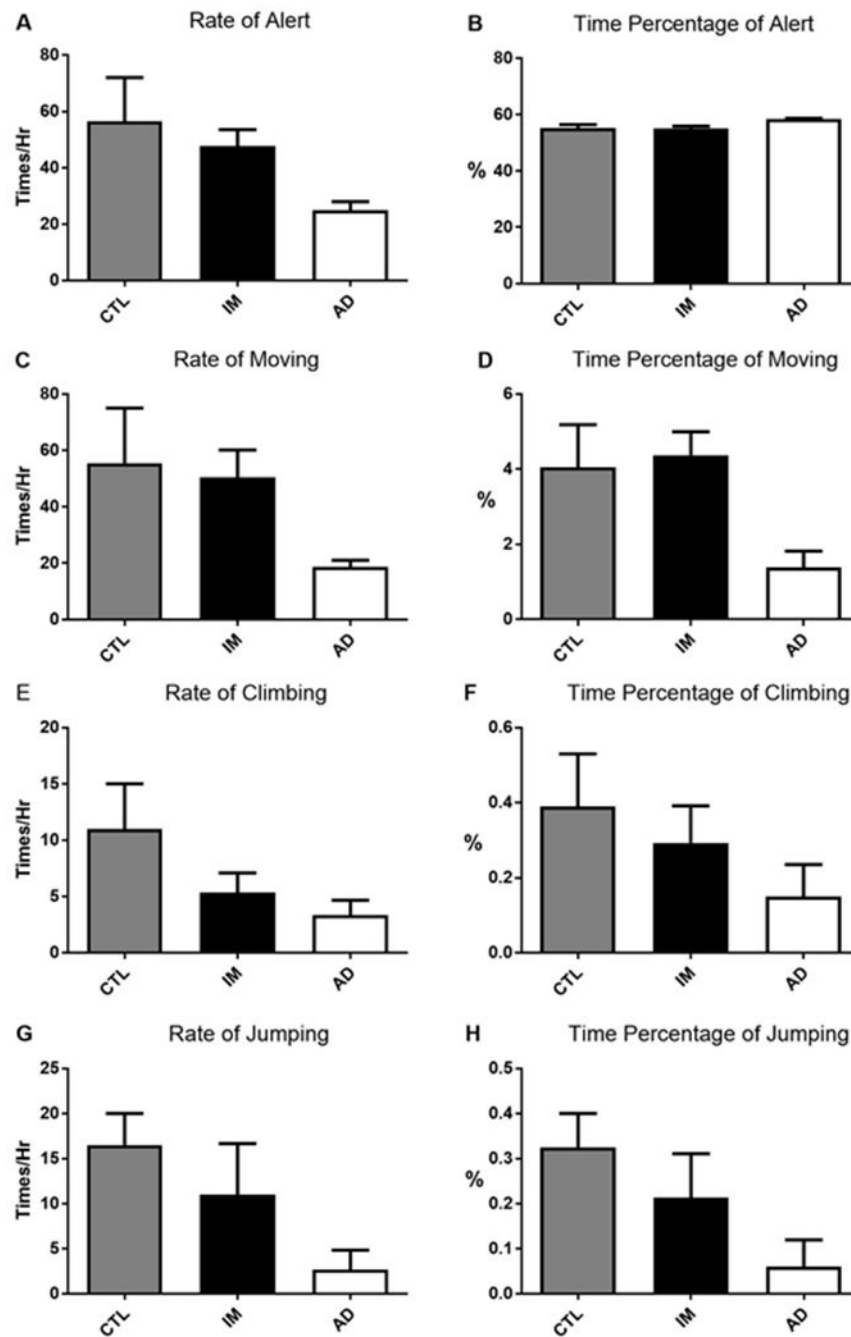 A Rate of Alert
80
60
40
20
0
Times/Hr
CTL IM AD
B Time Percentage of Alert
80
60
40
20
0
%
CTL IM AD
C Rate of Moving
80
60
40
20
0
Times/Hr
CTL IM AD
D Time Percentage of Moving
6
4
2
0
%
CTL IM AD
E Rate of Climbing
20
15
10
5
0
Times/Hr
CTL IM AD
F Time Percentage of Climbing
0.6
0.4
0.2
0.0
%
CTL IM AD
G Rate of Jumping
25
20
15
10
5
0
Times/Hr
CTL IM AD
H Time Percentage of Jumping
0.5
0.4
0.3
0.2
0.1
0.0
%
CTL IM AD